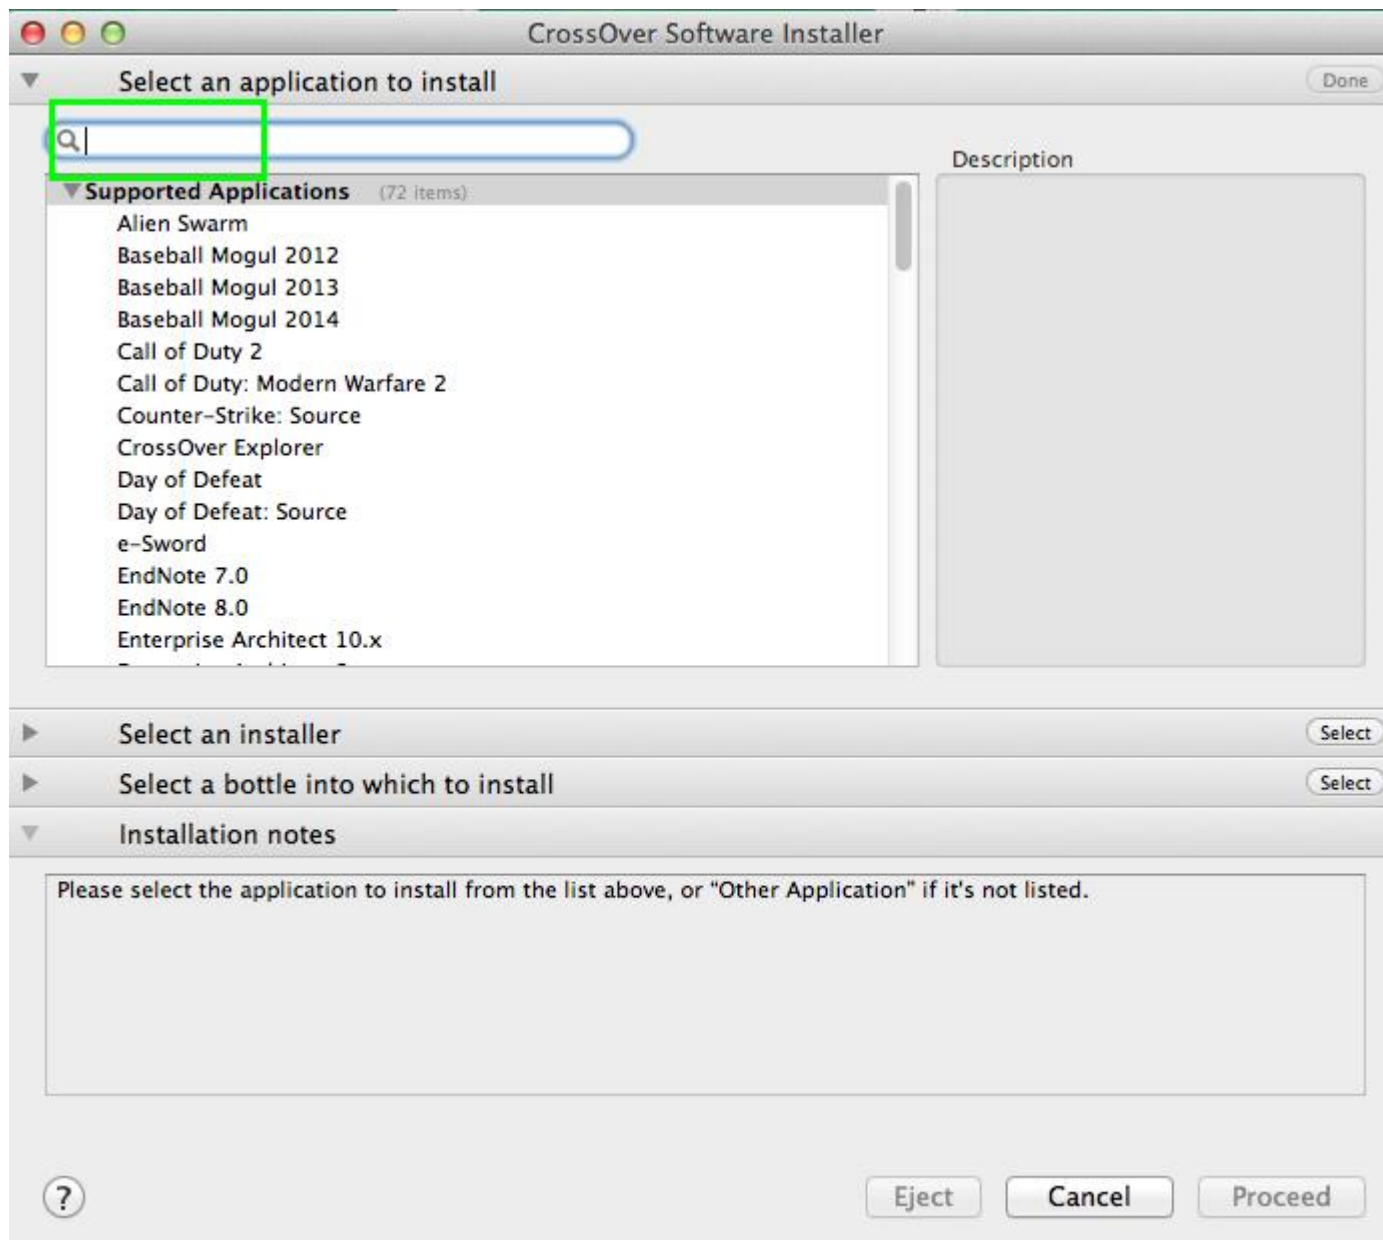 CrossOver Software Installer
Select an application to install
Done
Description
Supported Applications (72 items)
Alien Swarm
Baseball Mogul 2012
Baseball Mogul 2013
Baseball Mogul 2014
Call of Duty 2
Call of Duty: Modern Warfare 2
Counter-Strike: Source
CrossOver Explorer
Day of Defeat
Day of Defeat: Source
e-Sword
EndNote 7.0
EndNote 8.0
Enterprise Architect 10.x
Select an installer
Select
Select a bottle into which to install
Select
Installation notes
Please select the application to install from the list above, or "Other Application" if it's not listed.
? Eject Cancel Proceed